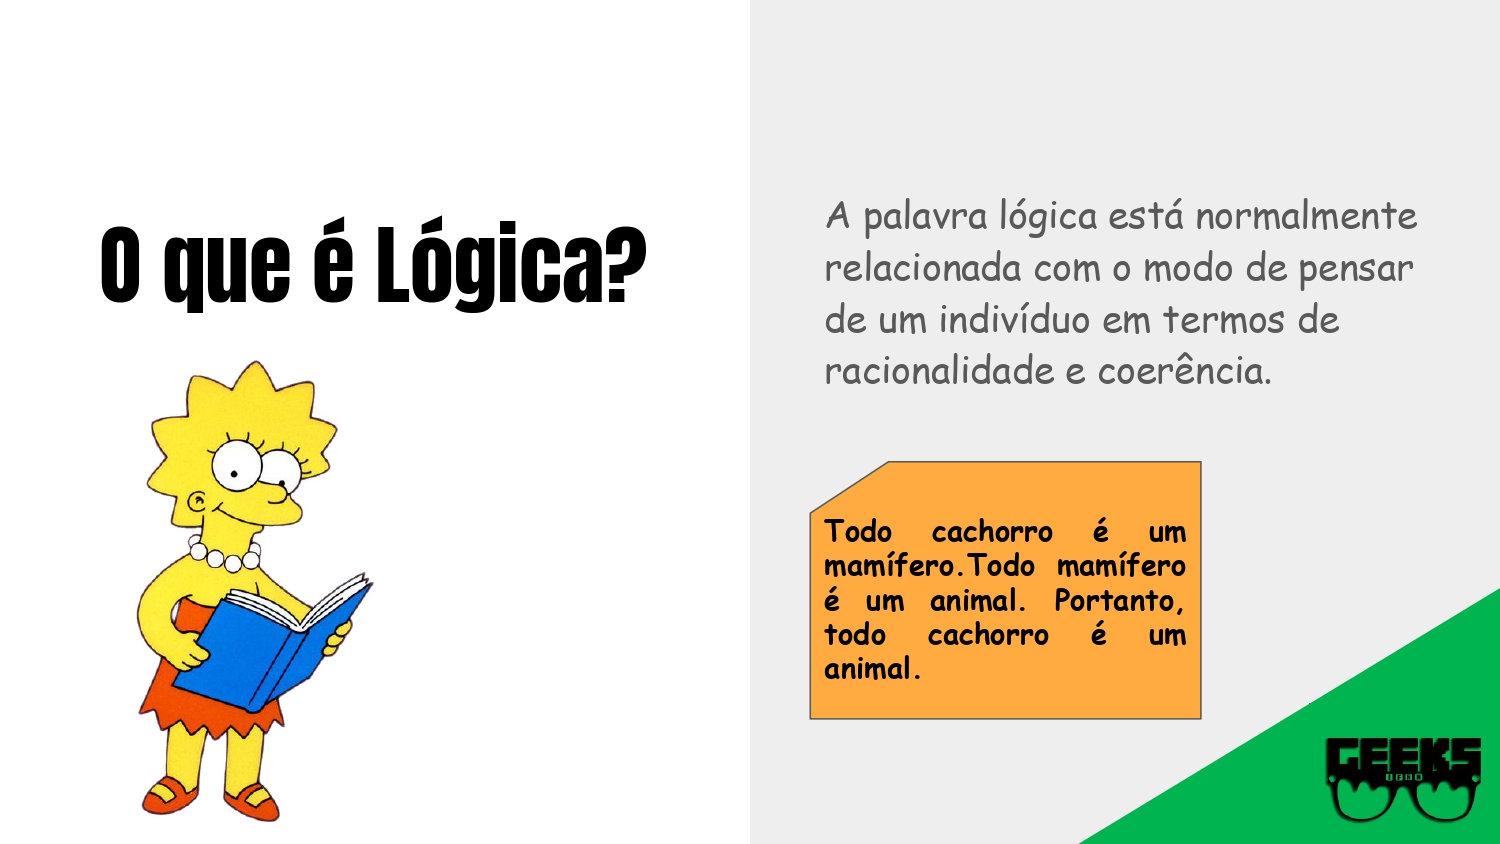 O que é Lógica?
A palavra lógica está normalmente
relacionada com o modo de pensar
de um indivíduo em termos de
racionalidade e coerência.
Todo cachorro é um
mamífero.Todo mamífero
é um animal. Portanto,
todo cachorro é um
animal.
GEEKS